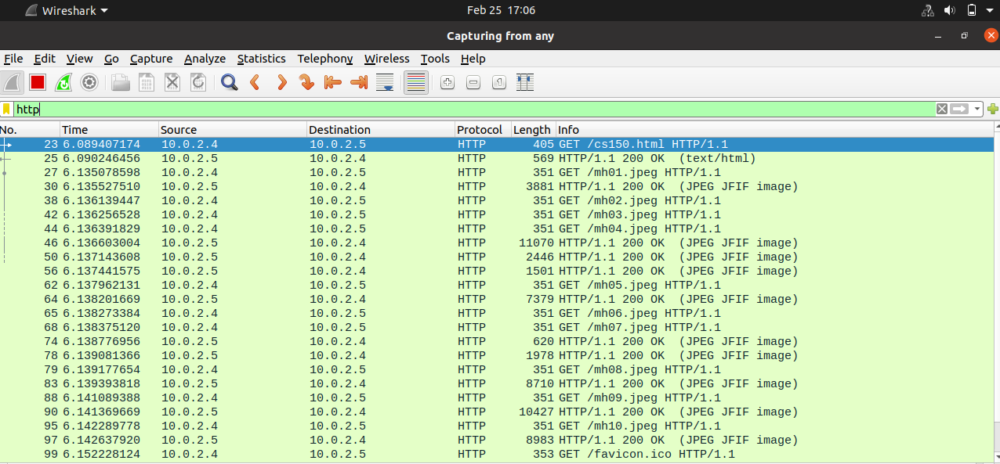 Wireshark Feb 25 17:06
Capturing from any
File Edit View Go Capture Analyze Statistics Telephony Wireless Tools Help
http
No. Time Source Destination Protocol Length Info
23 6.089407174 10.0.2.4 10.0.2.5 HTTP 405 GET /cs150.html HTTP/1.1
25 6.090246456 10.0.2.5 10.0.2.4 HTTP 569 HTTP/1.1 200 OK (text/html)
27 6.135078598 10.0.2.4 10.0.2.5 HTTP 351 GET /mh01.jpeg HTTP/1.1
30 6.135527510 10.0.2.5 10.0.2.4 HTTP 3881 HTTP/1.1 200 OK (JPEG JFIF image)
38 6.136139447 10.0.2.4 10.0.2.5 HTTP 351 GET /mh02.jpeg HTTP/1.1
42 6.136256528 10.0.2.4 10.0.2.5 HTTP 351 GET /mh03.jpeg HTTP/1.1
44 6.136391829 10.0.2.4 10.0.2.5 HTTP 351 GET /mh04.jpeg HTTP/1.1
46 6.136603004 10.0.2.5 10.0.2.4 HTTP 11070 HTTP/1.1 200 OK (JPEG JFIF image)
50 6.137143608 10.0.2.5 10.0.2.4 HTTP 2446 HTTP/1.1 200 OK (JPEG JFIF image)
56 6.137441575 10.0.2.5 10.0.2.4 HTTP 1501 HTTP/1.1 200 OK (JPEG JFIF image)
62 6.137962131 10.0.2.4 10.0.2.5 HTTP 351 GET /mh05.jpeg HTTP/1.1
64 6.138201669 10.0.2.5 10.0.2.4 HTTP 7379 HTTP/1.1 200 OK (JPEG JFIF image)
65 6.138273384 10.0.2.4 10.0.2.5 HTTP 351 GET /mh06.jpeg HTTP/1.1
68 6.138375120 10.0.2.4 10.0.2.5 HTTP 351 GET /mh07.jpeg HTTP/1.1
74 6.138776956 10.0.2.5 10.0.2.4 HTTP 620 HTTP/1.1 200 OK (JPEG JFIF image)
78 6.139081366 10.0.2.5 10.0.2.4 HTTP 1978 HTTP/1.1 200 OK (JPEG JFIF image)
79 6.139177654 10.0.2.4 10.0.2.5 HTTP 351 GET /mh08.jpeg HTTP/1.1
83 6.139393818 10.0.2.5 10.0.2.4 HTTP 8710 HTTP/1.1 200 OK (JPEG JFIF image)
88 6.141089388 10.0.2.4 10.0.2.5 HTTP 351 GET /mh09.jpeg HTTP/1.1
90 6.141369669 10.0.2.5 10.0.2.4 HTTP 10427 HTTP/1.1 200 OK (JPEG JFIF image)
95 6.142289778 10.0.2.4 10.0.2.5 HTTP 351 GET /mh10.jpeg HTTP/1.1
97 6.142637920 10.0.2.5 10.0.2.4 HTTP 8983 HTTP/1.1 200 OK (JPEG JFIF image)
99 6.152228124 10.0.2.4 10.0.2.5 HTTP 353 GET /favicon.ico HTTP/1.1